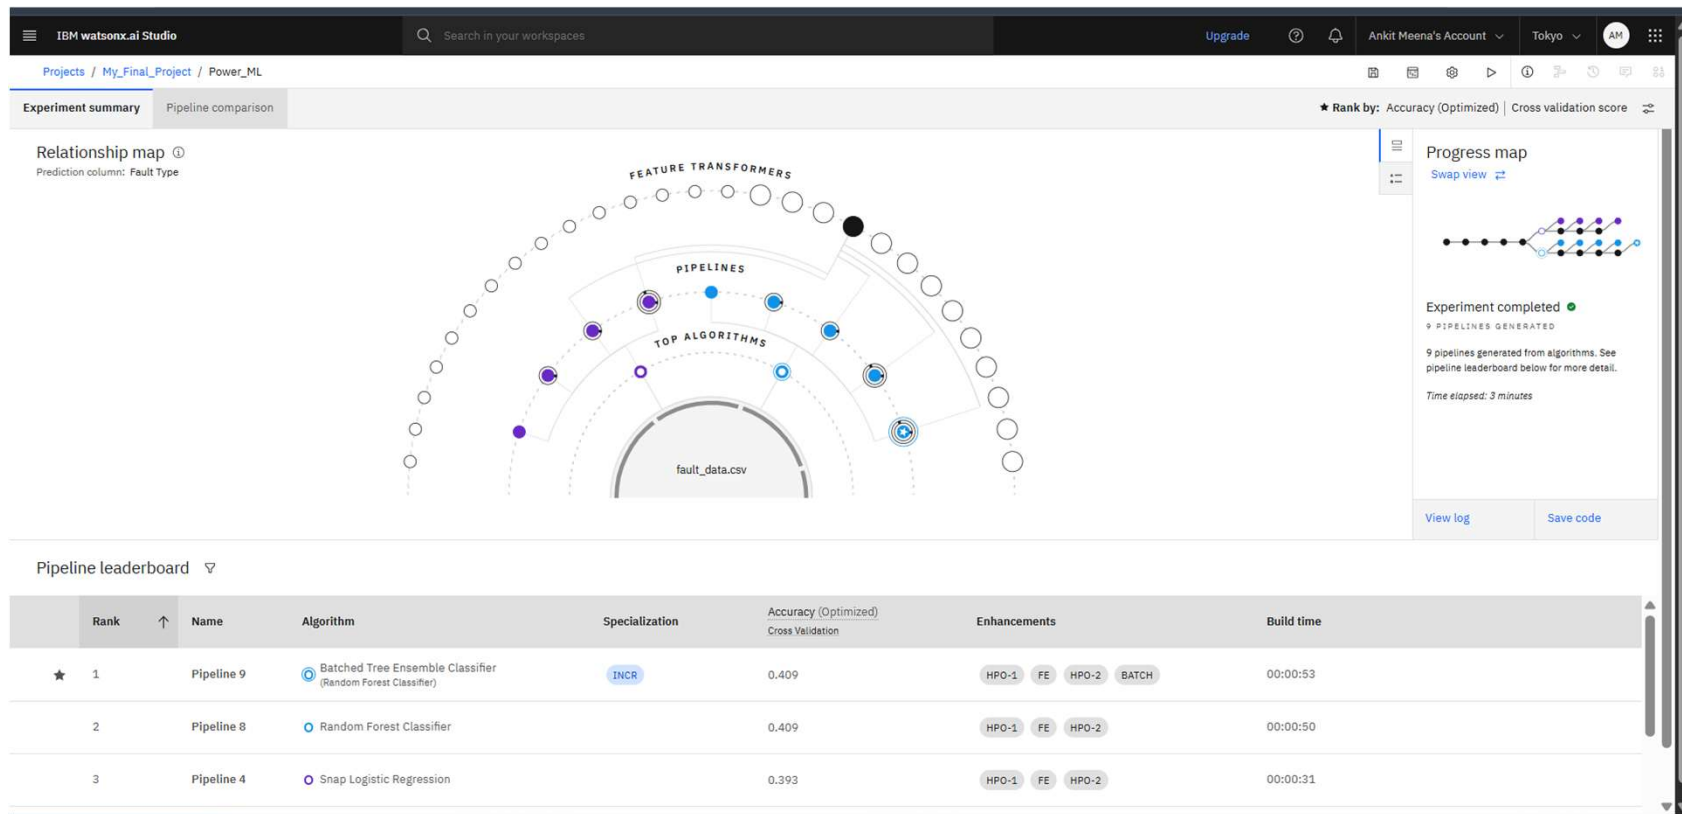 IBM watsonx.ai Studio
Search in your workspaces
Upgrade
Ankit Meena's Account
Tokyo
AM
Projects / My_Final_Project / Power_ML
Experiment summary
Pipeline comparison
Rank by: Accuracy (Optimized) | Cross validation score
Relationship map
Prediction column: Fault Type
FEATURE TRANSFORMERS
PIPELINES
TOP ALGORITHMS
fault_data.csv
Progress map
Swap view
Experiment completed
9 PIPELINES GENERATED
9 pipelines generated from algorithms. See
pipeline leaderboard below for more detail.
Time elapsed: 3 minutes
View log
Save code
Pipeline leaderboard
Rank Name Algorithm Specialization Accuracy (Optimized) Enhancements Build time
Cross Validation
1 Pipeline 9 Batched Tree Ensemble Classifier INCR 0.409 HPO-1 FE HPO-2 BATCH 00:00:53
(Random Forest Classifier)
2 Pipeline 8 Random Forest Classifier 0.409 HPO-1 FE HPO-2 00:00:50
3 Pipeline 4 Snap Logistic Regression 0.393 HPO-1 FE HPO-2 00:00:31